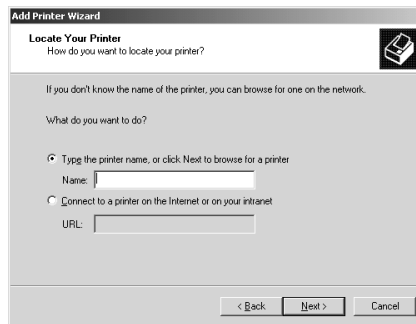 Add Printer Wizard
Locate Your Printer
How do you want to locate your printer?
If you don't know the name of the printer, you can browse for one on the network.
What do you want to do?
Type the printer name, or click Next to browse for a printer
Name:
Connect to a printer on the Internet or on your intranet
URL:
< Back Next > Cancel